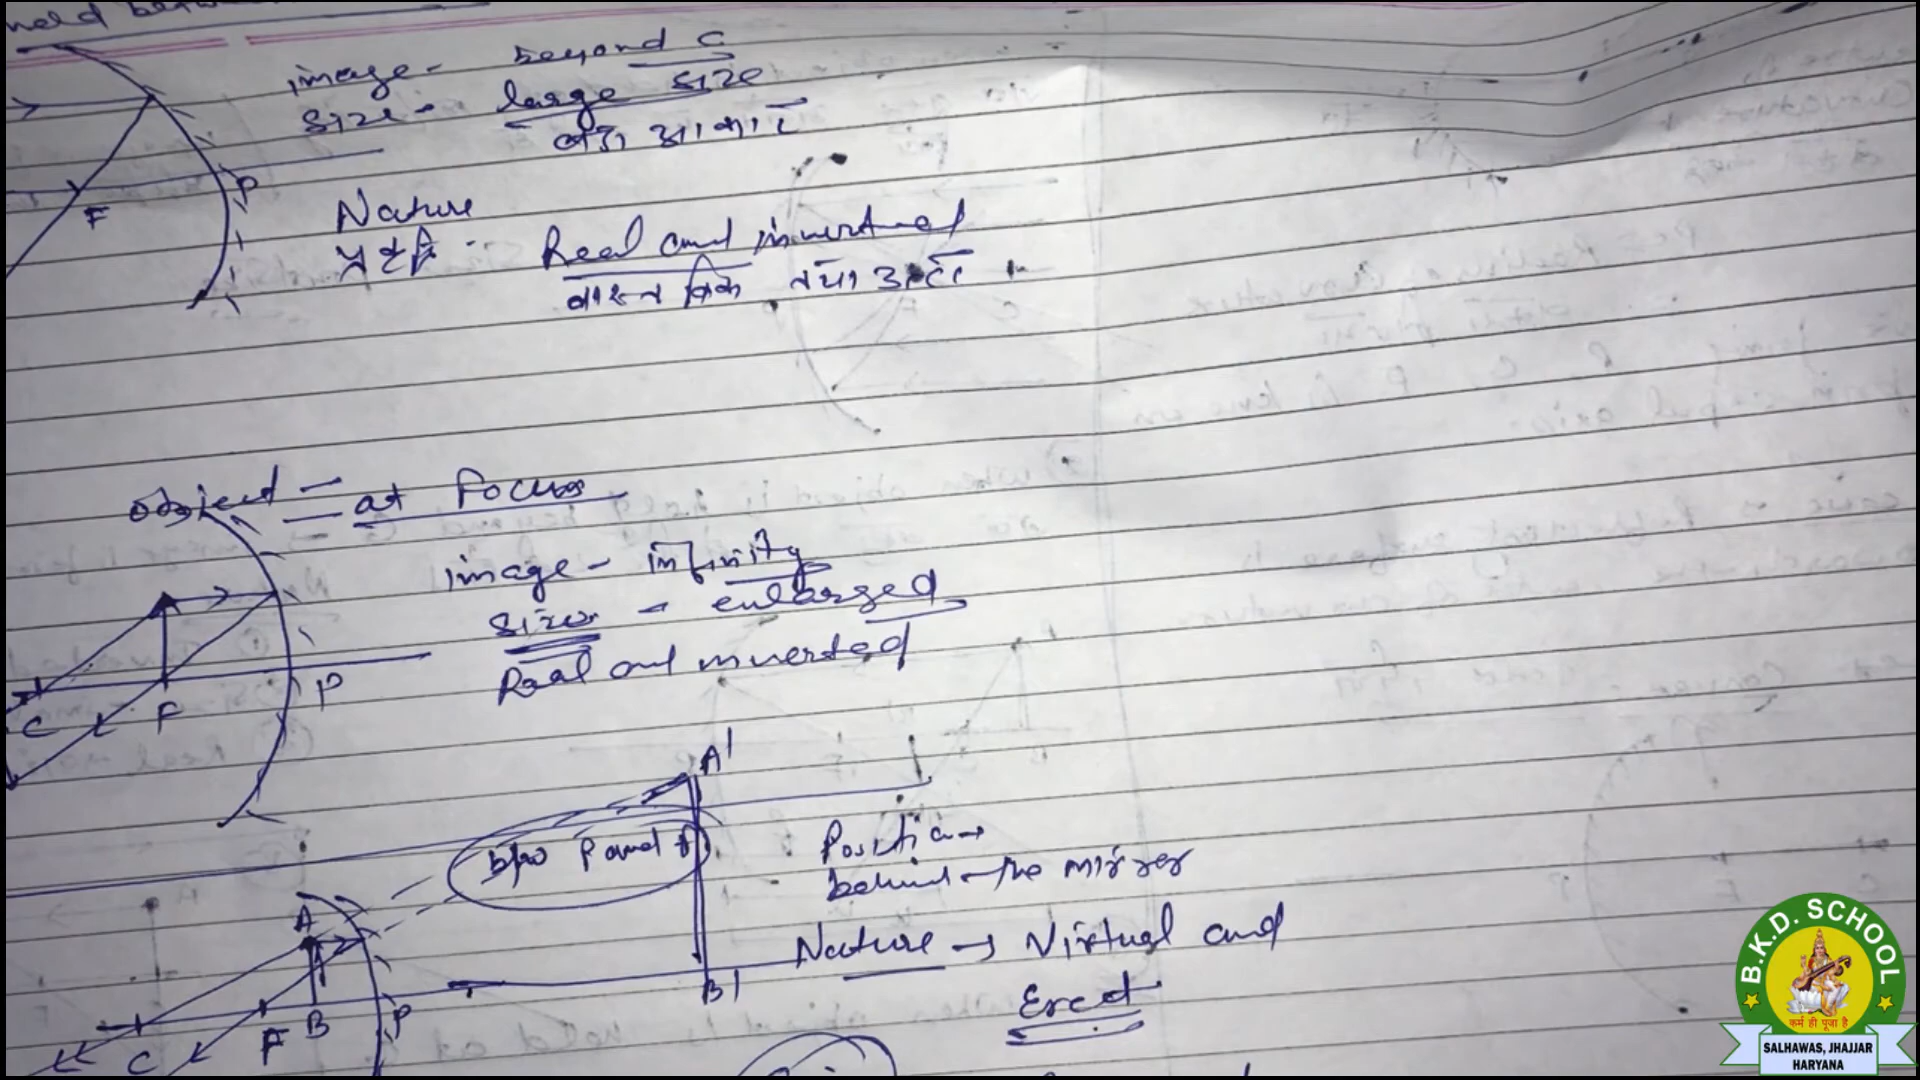 image - beyond C
size - large size
बड़ा आकार
P
F
Nature
प्रकृति - Real and inverted
वास्तविक तथा उल्टा
object - at Focus
image - infinity
size - enlarged
Real and inverted
C F P
A'
b/w P and F
Position →
behind the mirror
A
Nature → Virtual and
Erect
B'
C F B P
B.K.D. SCHOOL
कर्म ही पूजा है
SALHAWAS, JHAJJAR
HARYANA